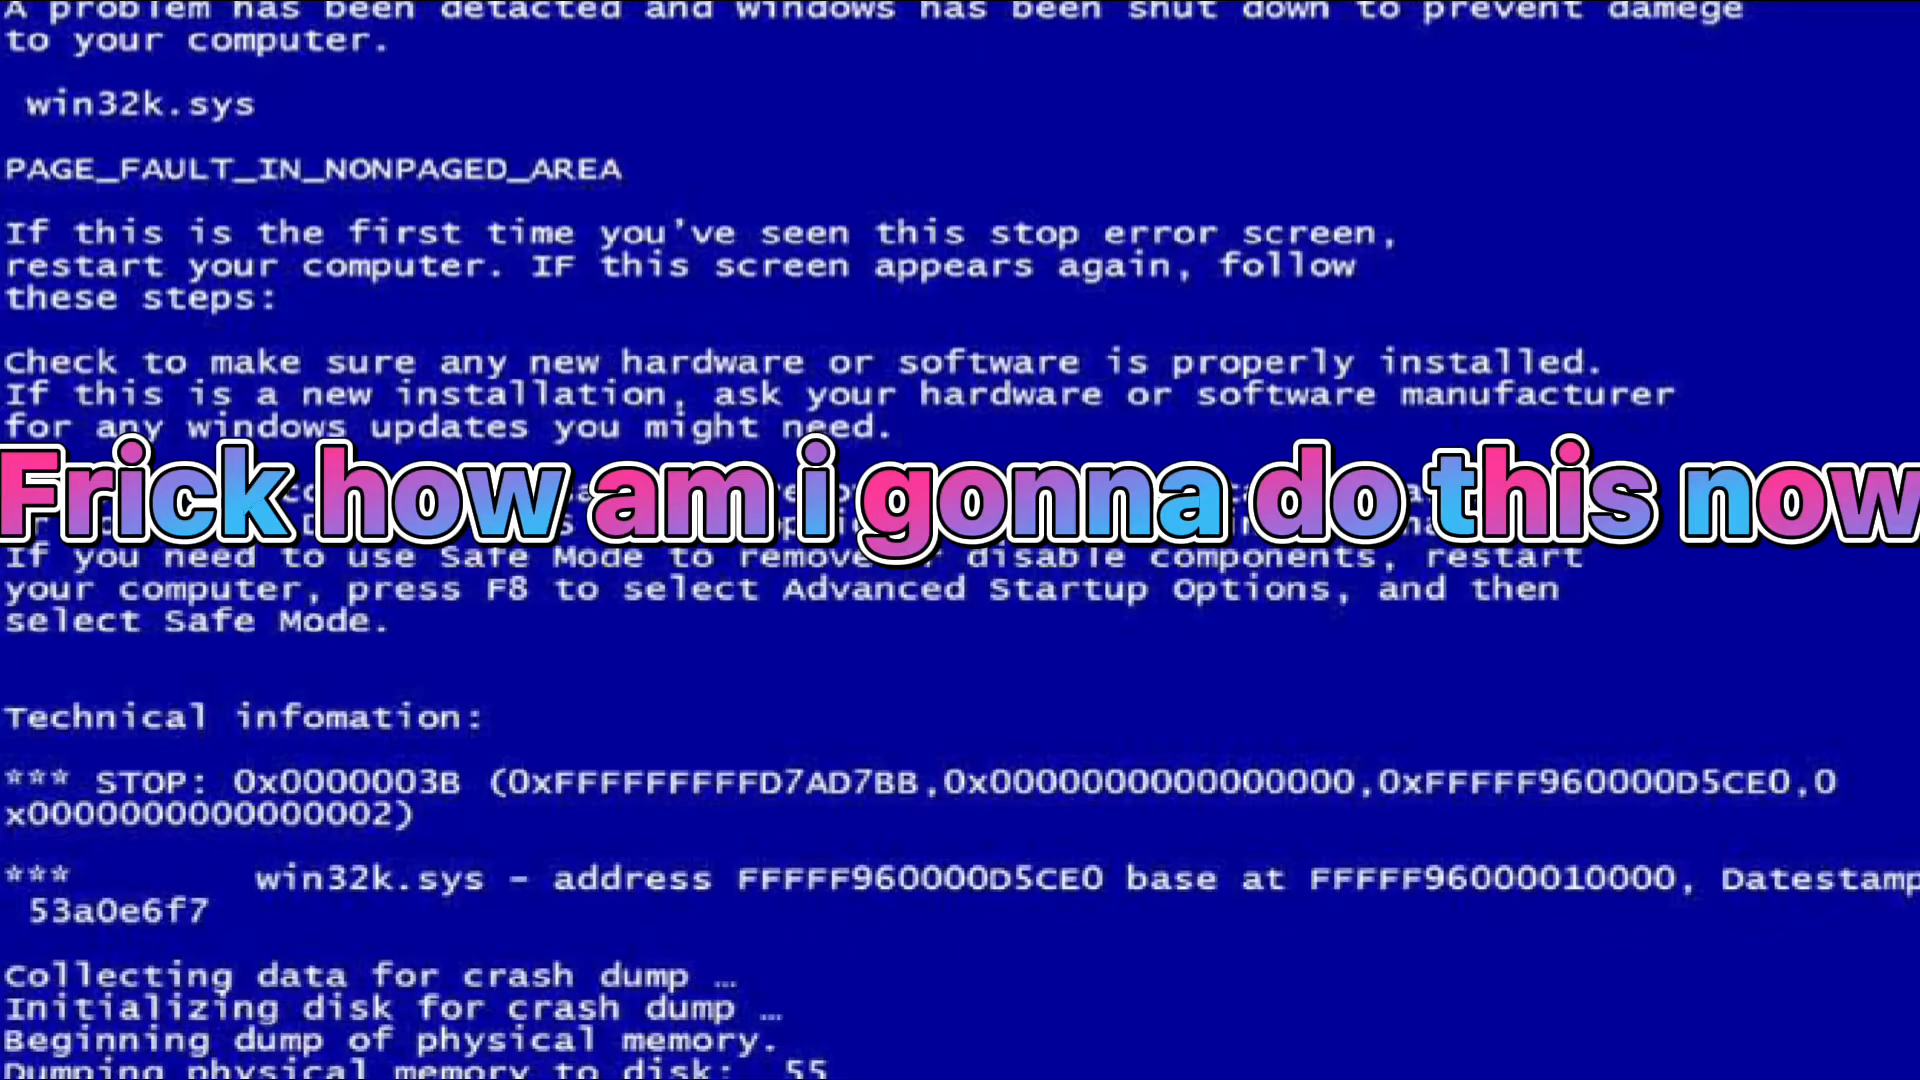 A problem has been detacted and windows has been shut down to prevent damege
to your computer.
win32k.sys
PAGE_FAULT_IN_NONPAGED_AREA
If this is the first time you've seen this stop error screen,
restart your computer. IF this screen appears again, follow
these steps:
Check to make sure any new hardware or software is properly installed.
If this is a new installation, ask your hardware or software manufacturer
for any windows updates you might need.
Frick how am i gonna do this now
If you need to use Safe Mode to remove disable components, restart
your computer, press F8 to select Advanced Startup Options, and then
select Safe Mode.
Technical infomation:
*** STOP: 0x0000003B (0xFFFFFFFFFD7AD7BB,0x0000000000000000,0xFFFFF960000D5CE0,0
x0000000000000002)
*** win32k.sys - address FFFFF960000D5CE0 base at FFFFF96000010000, Datestamp
53a0e6f7
Collecting data for crash dump ...
Initializing disk for crash dump ...
Beginning dump of physical memory.
Dumping physical memory to disk: 55